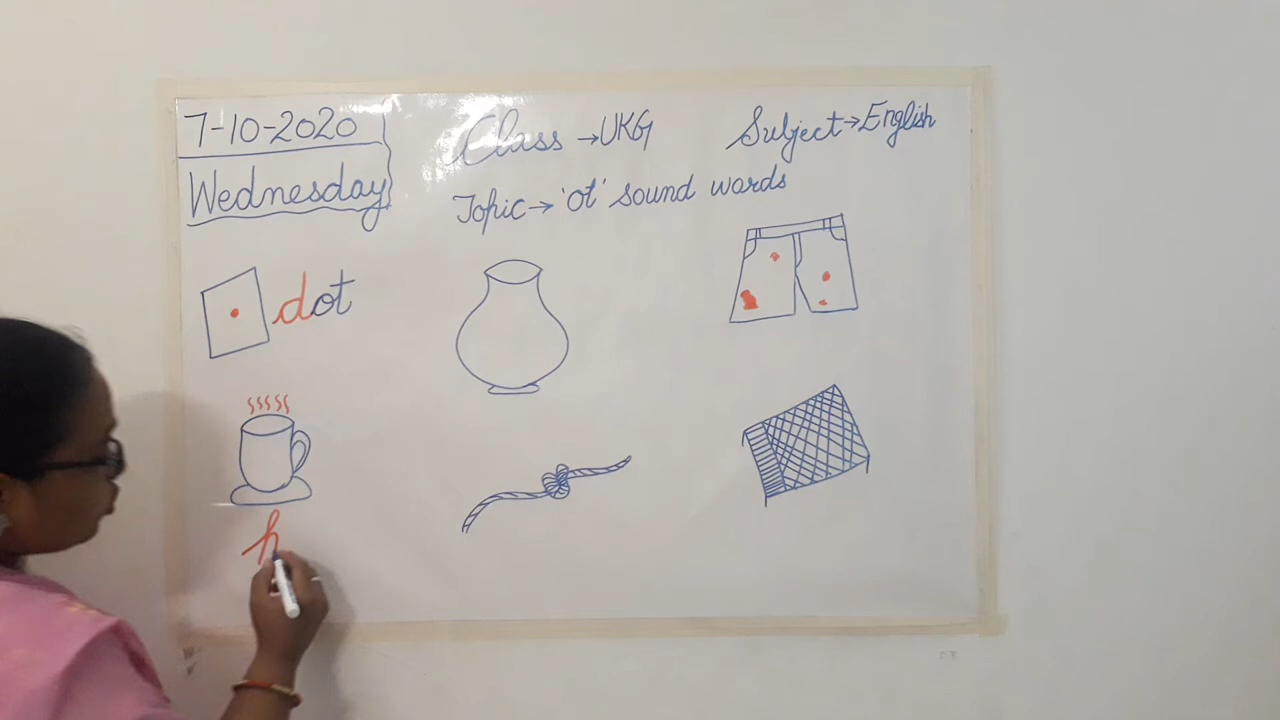 7-10-2020
Wednesday
Class →UKG
Subject→English
Topic→ 'ot' sound words
dot
h